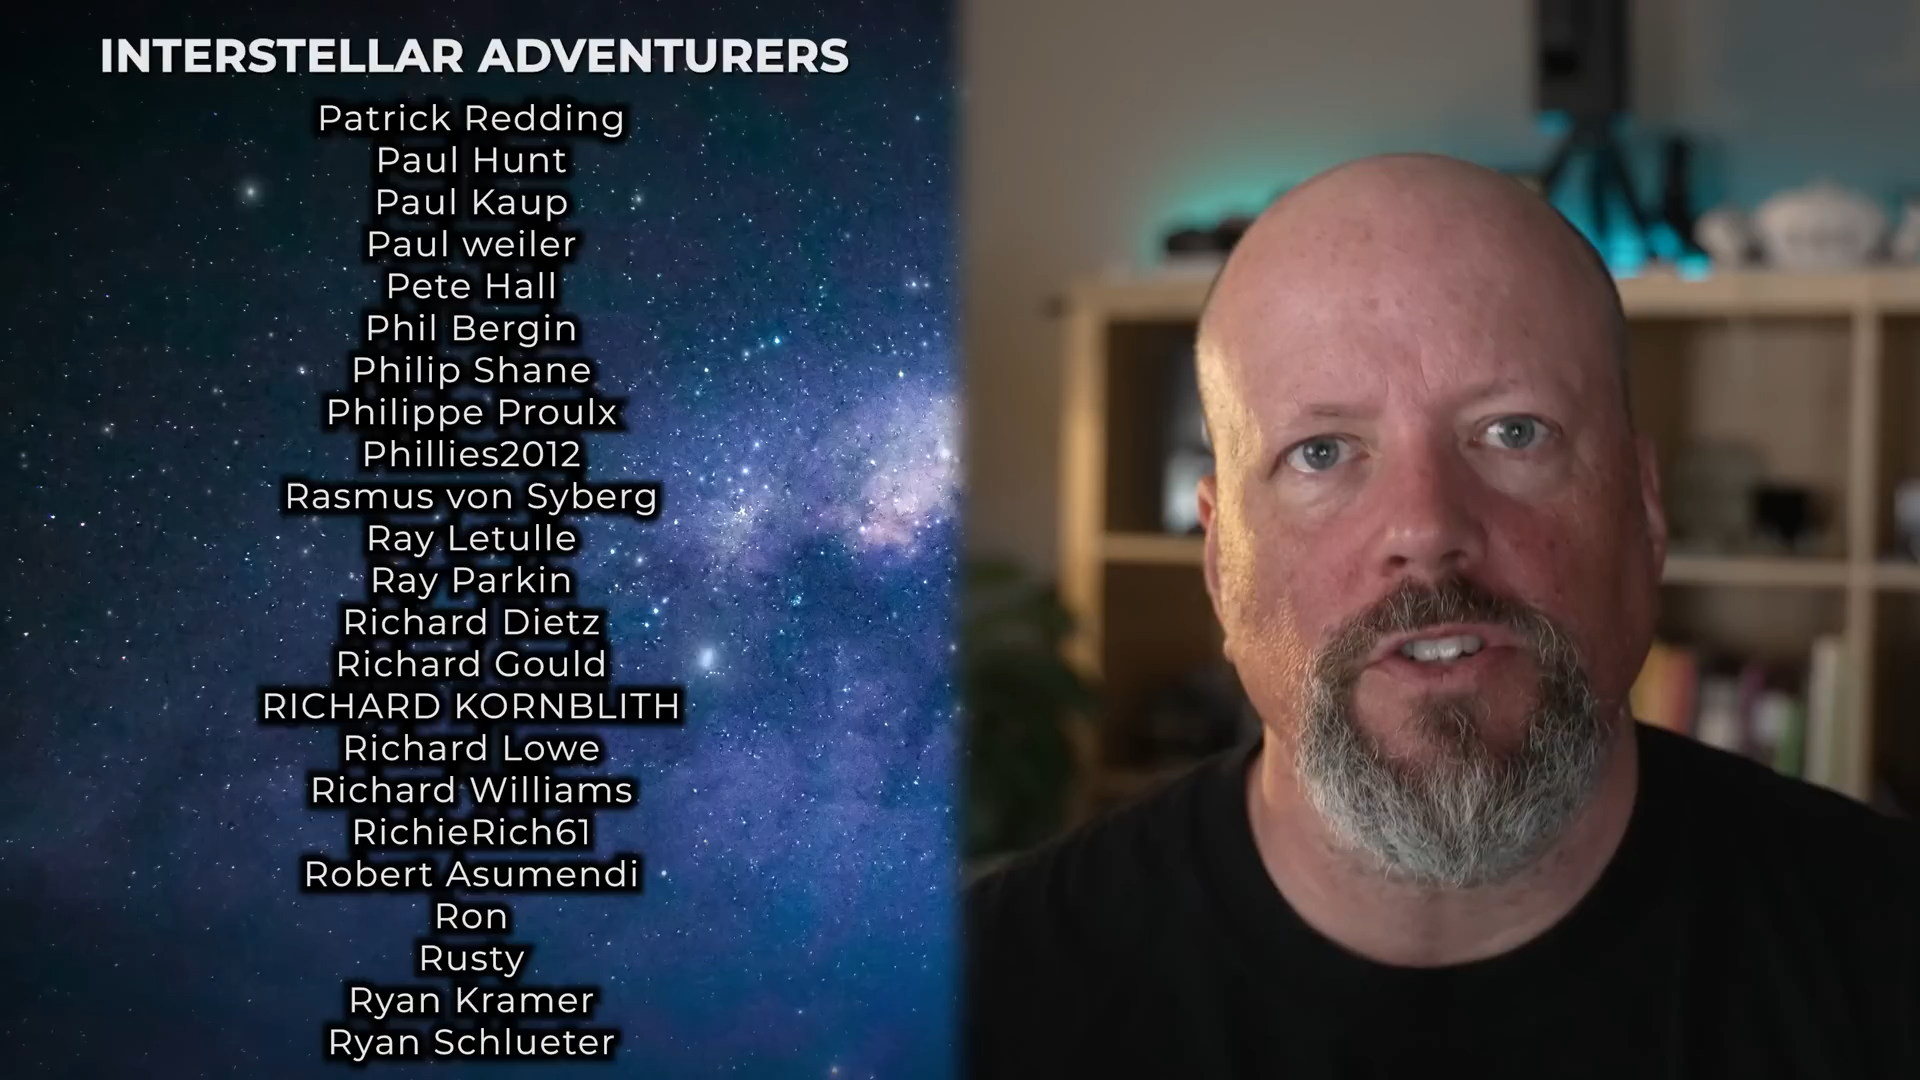 INTERSTELLAR ADVENTURERS
Patrick Redding
Paul Hunt
Paul Kaup
Paul weiler
Pete Hall
Phil Bergin
Philip Shane
Philippe Proulx
Phillies2012
Rasmus von Syberg
Ray Letulle
Ray Parkin
Richard Dietz
Richard Gould
RICHARD KORNBLITH
Richard Lowe
Richard Williams
RichieRich61
Robert Asumendi
Ron
Rusty
Ryan Kramer
Ryan Schlueter